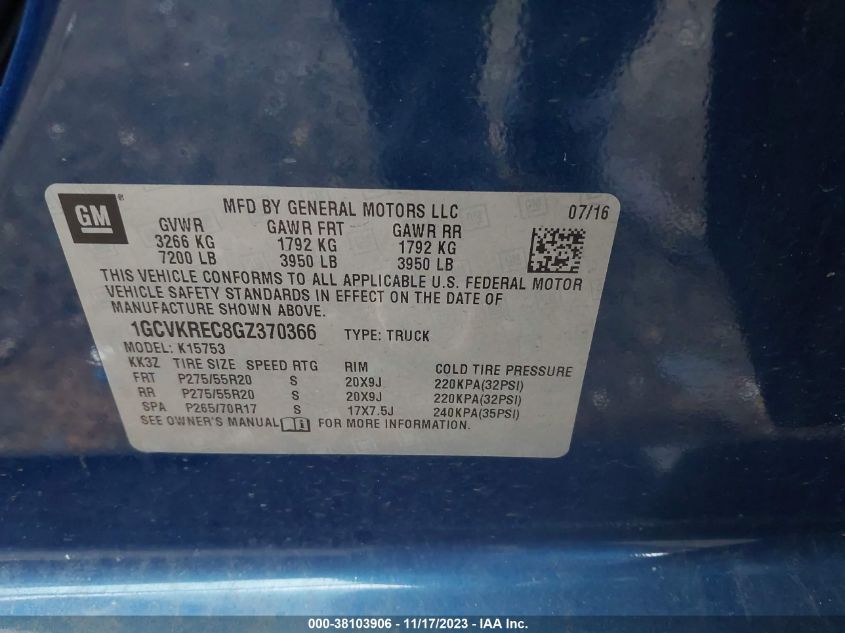 GM ®
MFD BY GENERAL MOTORS LLC 07/16
GVWR GAWR FRT GAWR RR
3266 KG 1792 KG 1792 KG
7200 LB 3950 LB 3950 LB
THIS VEHICLE CONFORMS TO ALL APPLICABLE U.S. FEDERAL MOTOR
VEHICLE SAFETY STANDARDS IN EFFECT ON THE DATE OF
MANUFACTURE SHOWN ABOVE.
1GCVKREC8GZ370366 TYPE: TRUCK
MODEL: K15753
KK3Z TIRE SIZE SPEED RTG RIM COLD TIRE PRESSURE
FRT P275/55R20 S 20X9J 220KPA(32PSI)
RR P275/55R20 S 20X9J 220KPA(32PSI)
SPA P265/70R17 S 17X7.5J 240KPA(35PSI)
SEE OWNER'S MANUAL FOR MORE INFORMATION.
000-38103906 - 11/17/2023 - IAA Inc.